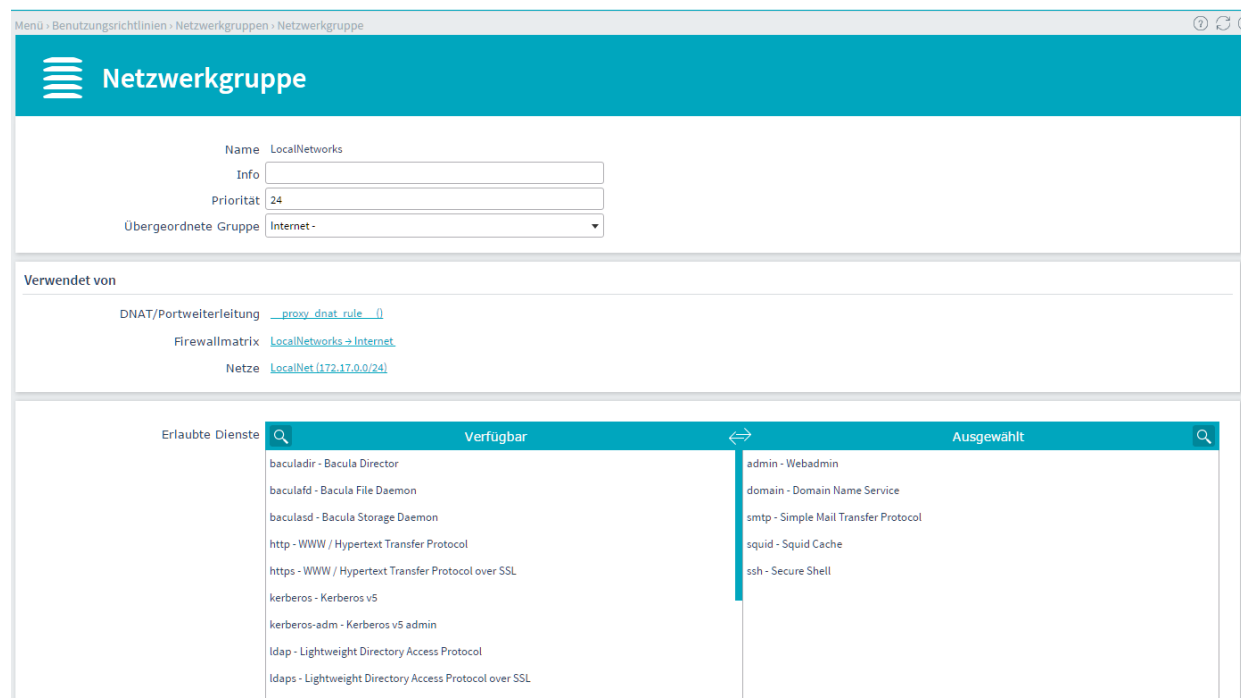 Menü › Benutzungsrichtlinien › Netzwerkgruppen › Netzwerkgruppe
Netzwerkgruppe
Name LocalNetworks
Info
Priorität 24
Übergeordnete Gruppe Internet -
Verwendet von
DNAT/Portweiterleitung __proxy_dnat_rule__ ()
Firewallmatrix LocalNetworks → Internet
Netze LocalNet (172.17.0.0/24)
Erlaubte Dienste Verfügbar Ausgewählt
baculadir - Bacula Director admin - Webadmin
baculafd - Bacula File Daemon domain - Domain Name Service
baculasd - Bacula Storage Daemon smtp - Simple Mail Transfer Protocol
http - WWW / Hypertext Transfer Protocol squid - Squid Cache
https - WWW / Hypertext Transfer Protocol over SSL ssh - Secure Shell
kerberos - Kerberos v5
kerberos-adm - Kerberos v5 admin
ldap - Lightweight Directory Access Protocol
ldaps - Lightweight Directory Access Protocol over SSL